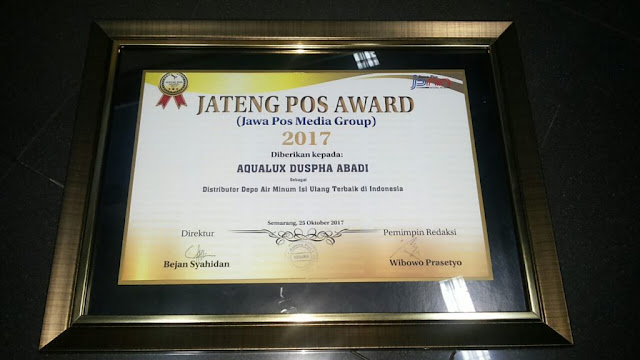 JATENG POS AWARD
(Jawa Pos Media Group)
2017
Diberikan kepada:
AQUALUX DUSPHA ABADI
Sebagai
Distributor Depo Air Minum Isi Ulang Terbaik di Indonesia
Semarang, 25 Oktober 2017
Direktur
Pemimpin Redaksi
Bejan Syahidan
Wibowo Prasetyo